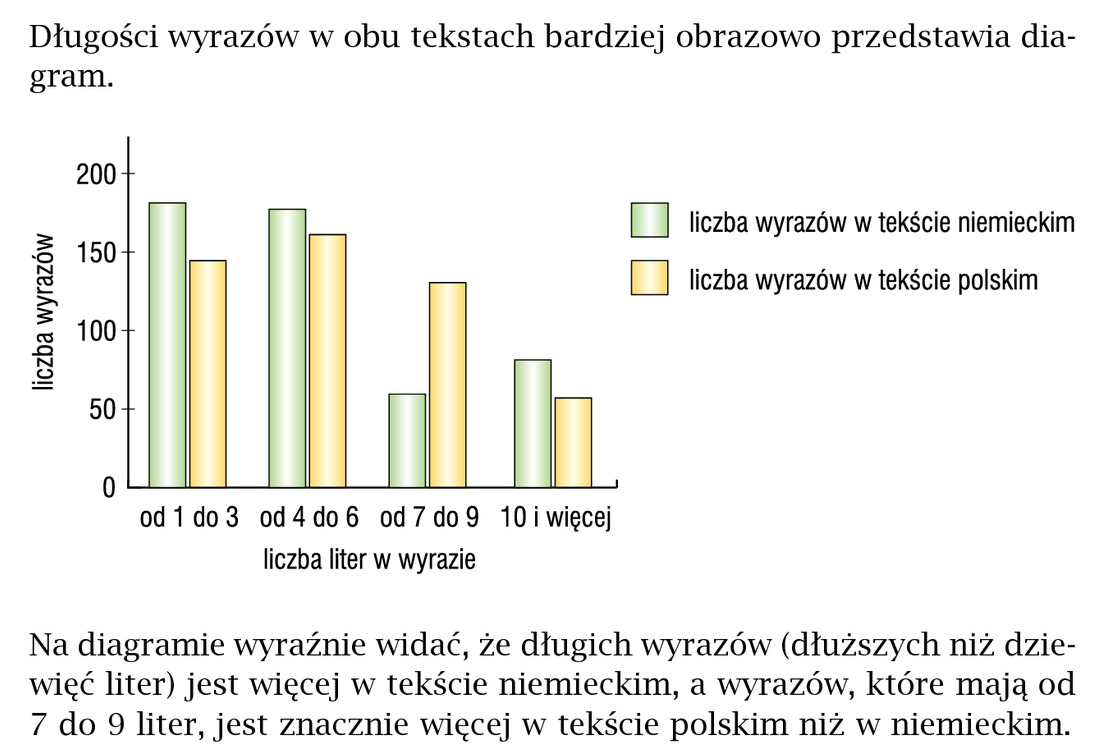 Długości wyrazów w obu tekstach bardziej obrazowo przedstawia dia-
gram.
200
150
100
50
0
liczba wyrazów
liczba wyrazów w tekście niemieckim
liczba wyrazów w tekście polskim
od 1 do 3 od 4 do 6 od 7 do 9 10 i więcej
liczba liter w wyrazie
Na diagramie wyraźnie widać, że długich wyrazów (dłuższych niż dzie-
więć liter) jest więcej w tekście niemieckim, a wyrazów, które mają od
7 do 9 liter, jest znacznie więcej w tekście polskim niż w niemieckim.